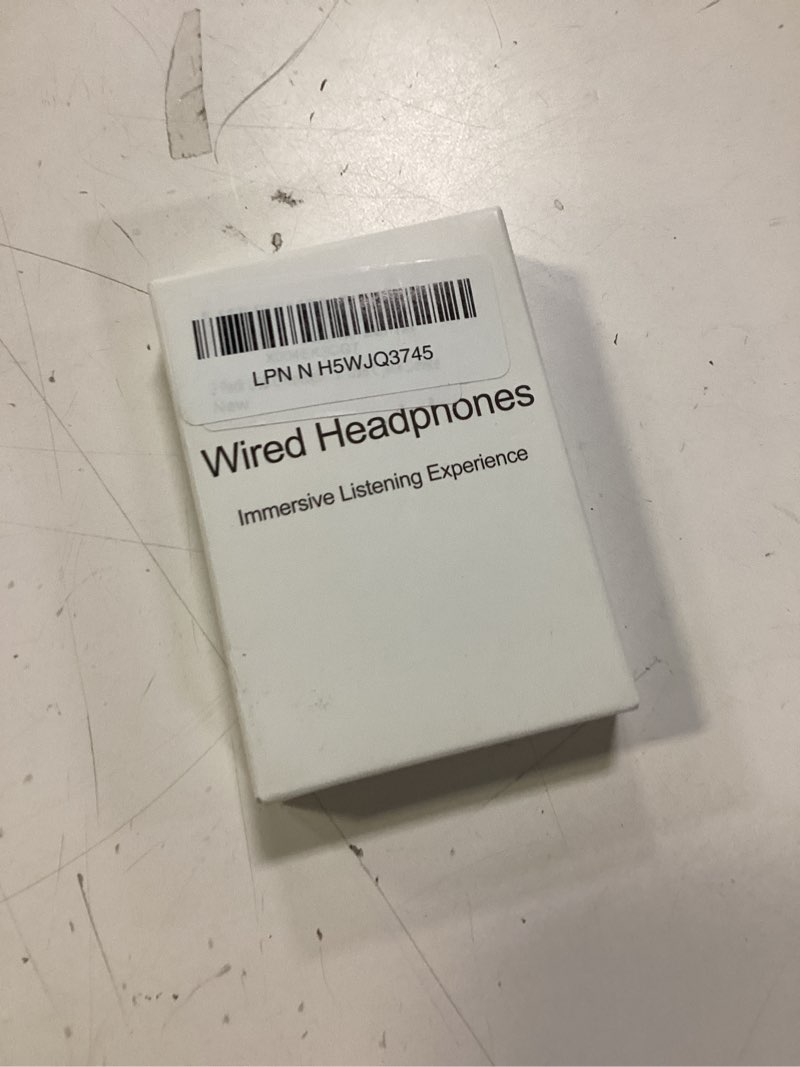 LPN N H5WJQ3745
New
Wired Headphones
Immersive Listening Experience